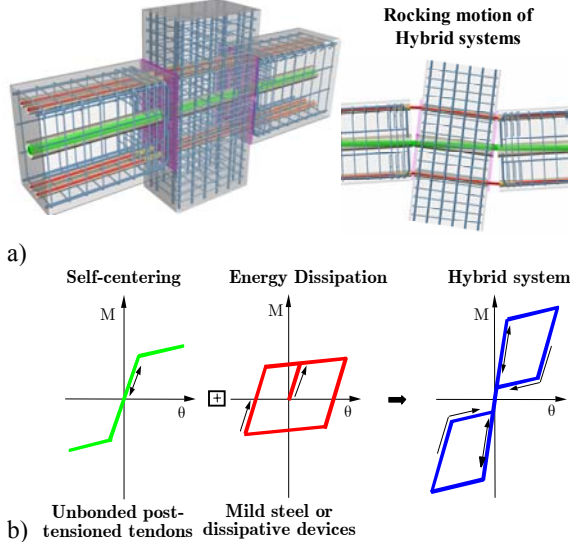 Rocking motion of
Hybrid systems
a)
Self-centering Energy Dissipation Hybrid system
M M M
θ + θ θ
Unbonded post-
tensioned tendons
Mild steel or
dissipative devices
b)